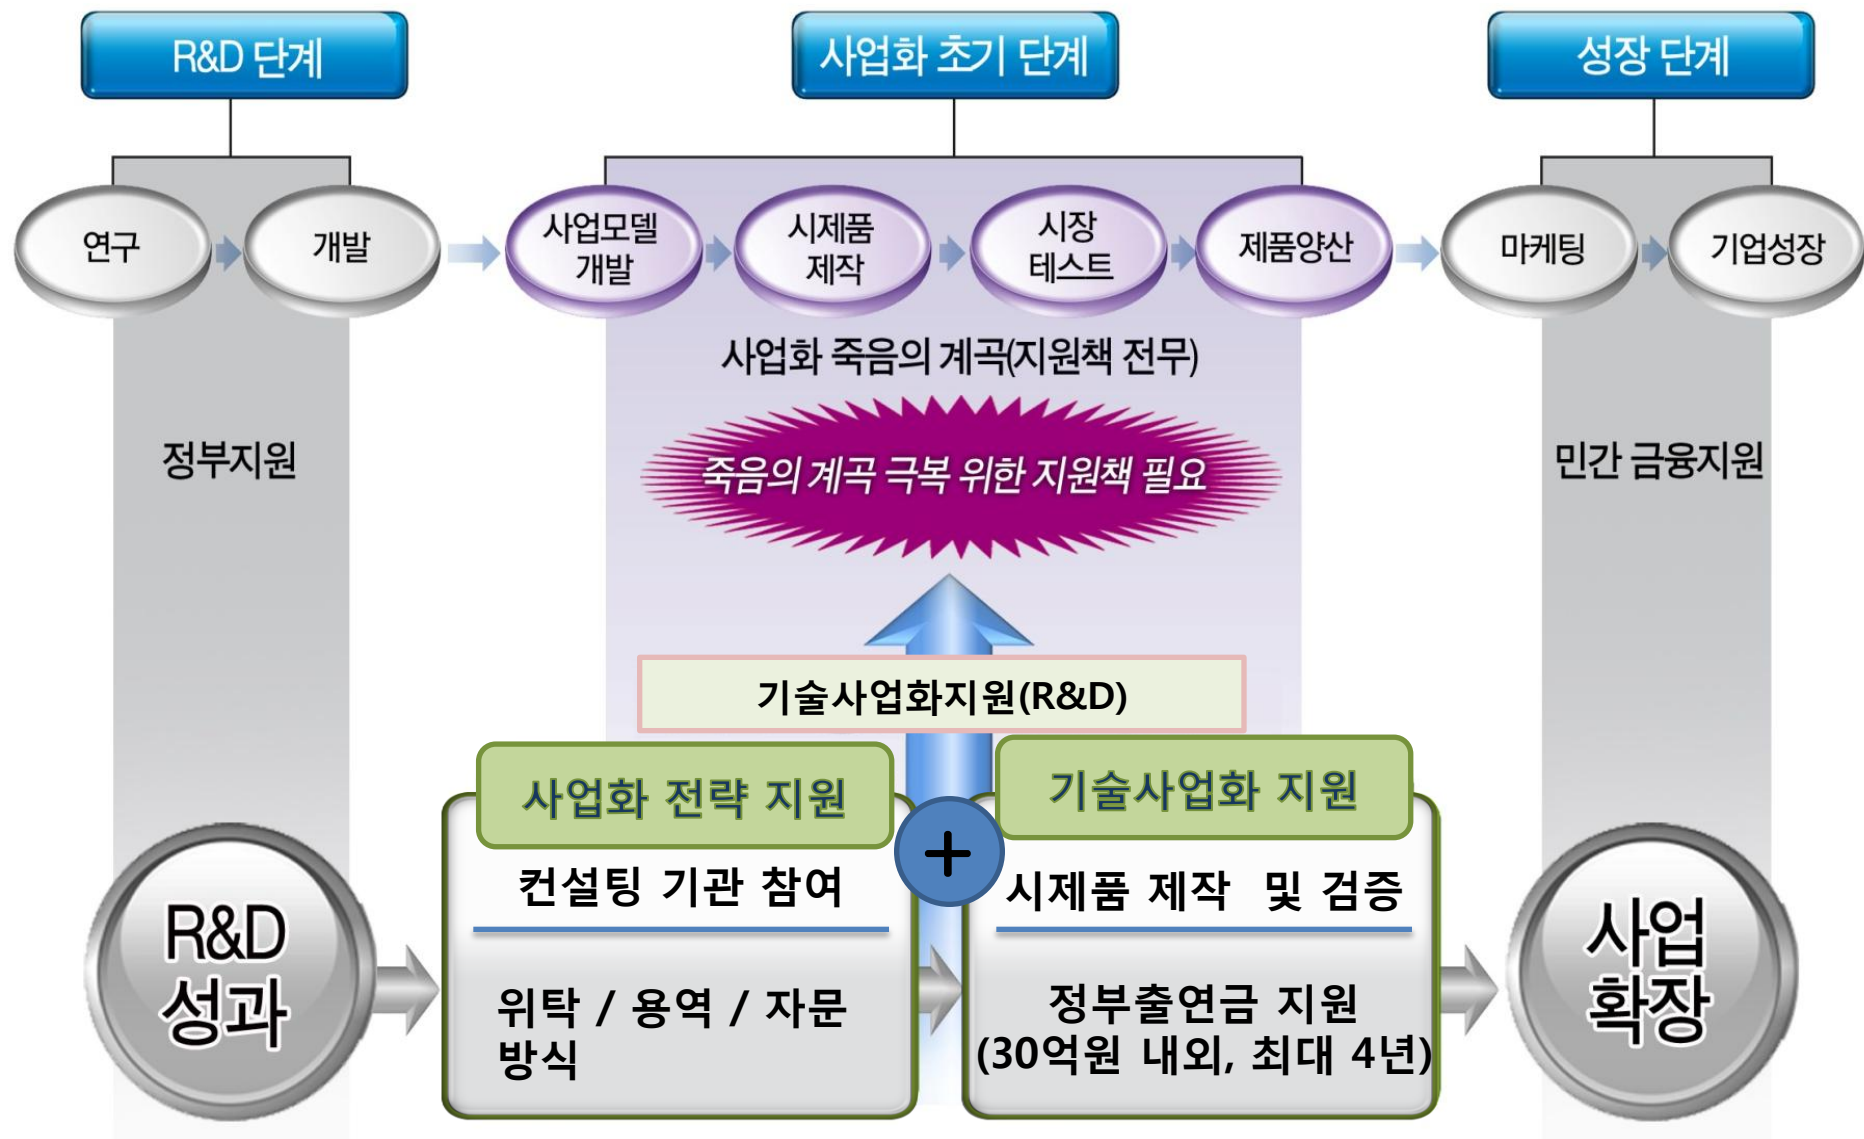 R&D 단계
사업화 초기 단계
성장 단계
연구
개발
사업모델
개발
시제품
제작
시장
테스트
제품양산
마케팅
기업성장
사업화 죽음의 계곡(지원책 전무)
정부지원
죽음의 계곡 극복 위한 지원책 필요
민간 금융지원
기술사업화지원(R&D)
사업화 전략 지원
+
기술사업화 지원
컨설팅 기관 참여
시제품 제작 및 검증
R&D
성과
위탁 / 용역 / 자문
방식
정부출연금 지원
(30억원 내외, 최대 4년)
사업
확장